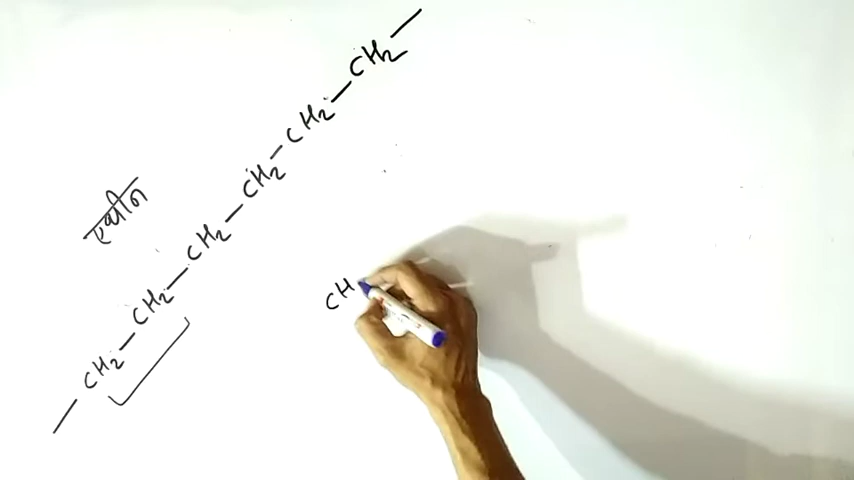 एथीन
— CH₂ — CH₂ — CH₂ — CH₂ — CH₂ — CH₂ —
CH